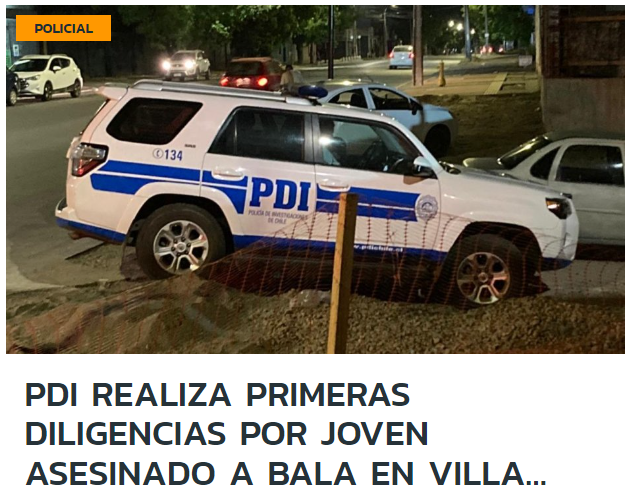 POLICIAL
✆134
PDI
POLICÍA DE INVESTIGACIONES
DE CHILE
www.pdichile.cl
PDI REALIZA PRIMERAS
DILIGENCIAS POR JOVEN
ASESINADO A BALA EN VILLA...